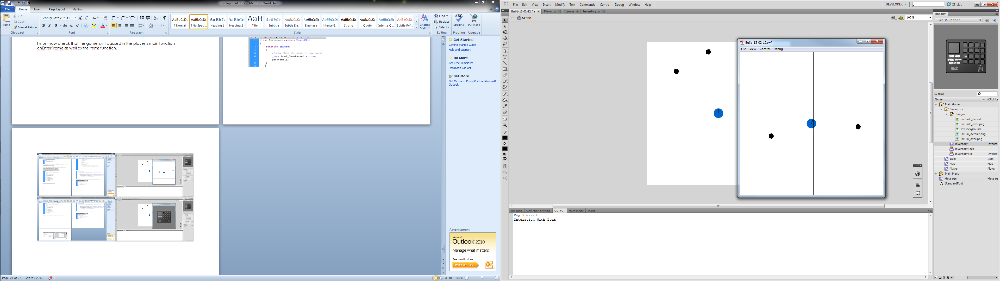 Development.docx - Microsoft Word Starter
File Home Insert Page Layout Mailings
Paste
Cut
Copy
Format Painter
Clipboard
Century Gothic 11
Font
Paragraph
AaBbCcDc AaBbCcDc AaBbC AaBbCc AaB AaBbCc. AaBbCcDc AaBbCcDc AaBbCcDc AaBbCcDc AaBbCcDc AaBbCcDc AABBCCDC
¶ Normal ¶ No Spaci... Heading 1 Heading 2 Title Subtitle Subtle Em... Emphasis Intense E... Strong Quote Intense Q... Subtle Ref...
Change Styles
Styles
Find
Replace
Select
Editing
Spelling
Proofing
Purchase
Upgrade
I must now check that the game isn't paused in the player's main function
onEnterFrame as well as the items function.
1 class Inventory extends MovieClip
2 {
3 function onLoad()
4 {
5 //show that the game is now pause
6 _root.bool_GamePaused = true;
7 getItems();
8 }
9
Get Started
Getting Started Guide
Help and Support
Do More
Get Free Templates
Download Clip Art
Get More
Get Microsoft PowerPoint or Microsoft
Outlook
Advertisement
Microsoft
Outlook 2010
Manage what matters.
See how it's done.
Watch the video
Page: 27 of 27 Words: 2,262
100%
Fl File Edit View Insert Modify Text Commands Control Debug Window Help
DEVELOPER CS Live
Build-15-02-12.fla Player.as Item.as Inventory.as
Scene 1
100%
Build-15-02-12.swf
File View Control Debug
TIMELINE COMPILER ERRORS OUTPUT PROPERTIES SCENE
Key Pressed
Interation With Item
LIBRARY
Build-15-02-12.fla
ITEM NAME
BACK
66 items
Name AS Linka
Main Game
Inventory
Images
invBack_default....
invBack_over.png
InvBackground....
invBin_default.png
invBin_over.png
Inventory Invento
InventoryBack
InventoryBin Invento
Item Item
Map Map
Player Player
Main Menu
Message Messag
StandardFont